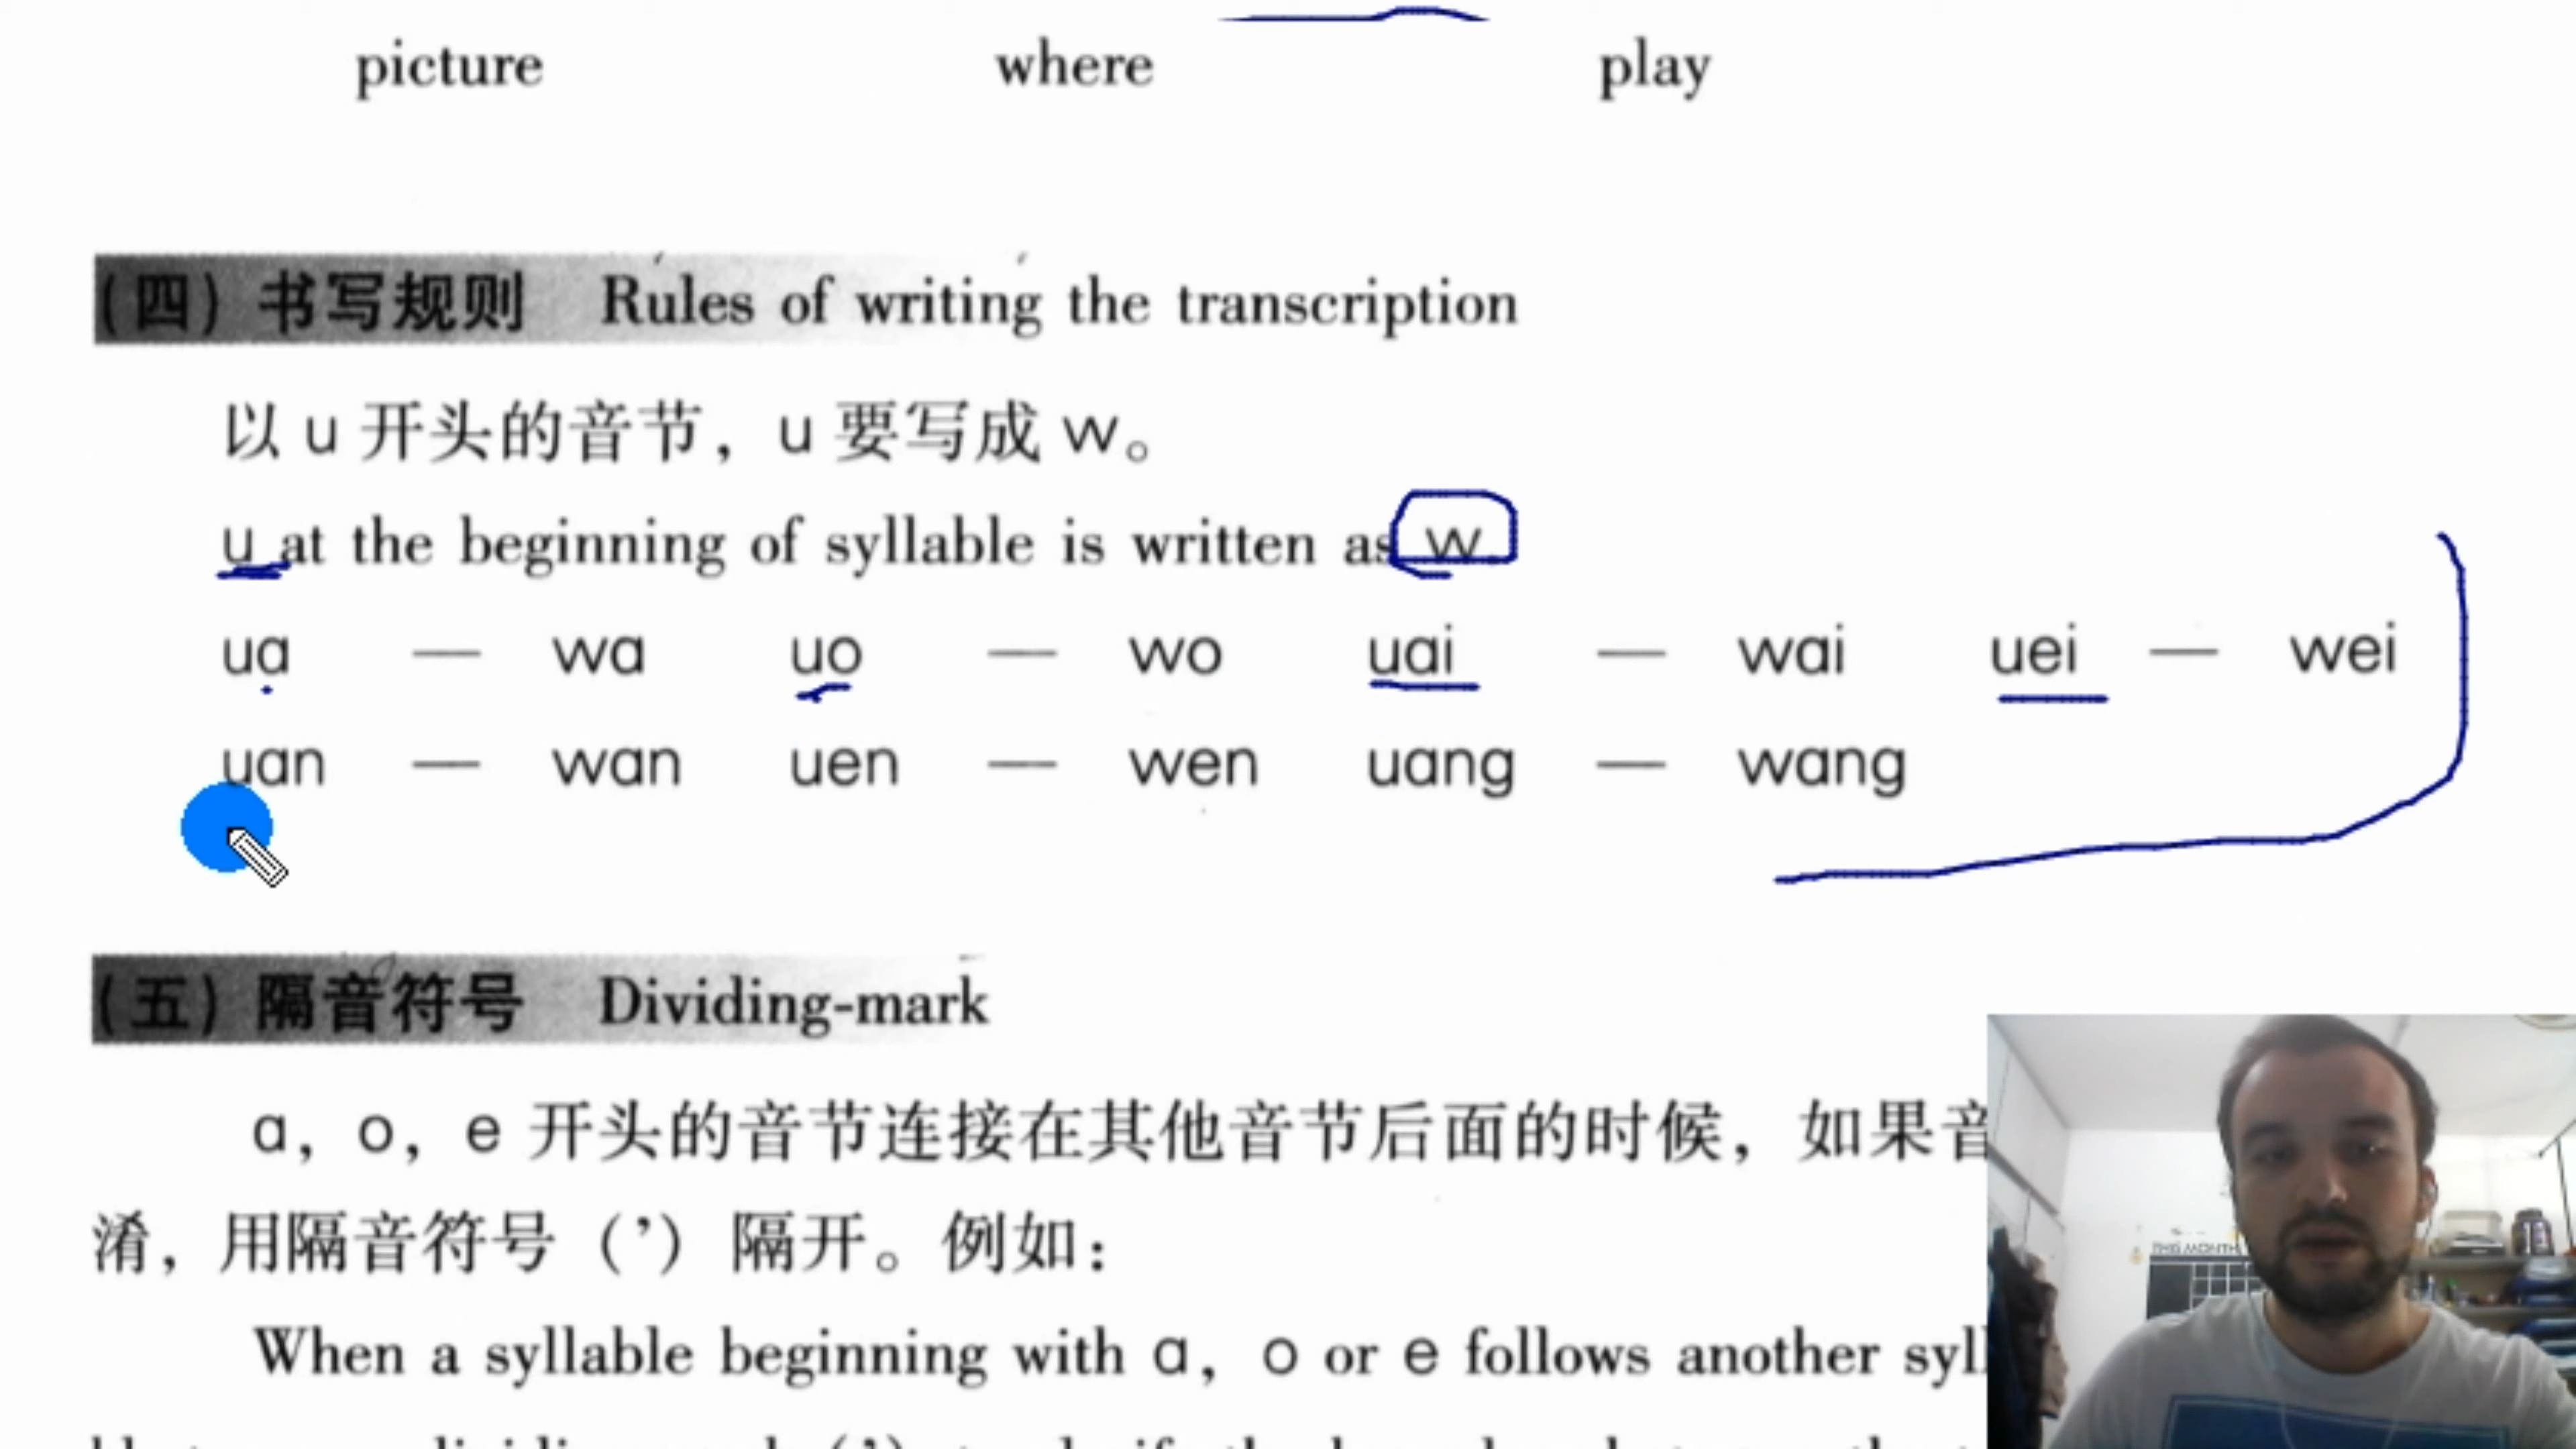 picture where play
(四) 书写规则 Rules of writing the transcription
以 u 开头的音节，u 要写成 w。
u at the beginning of syllable is written as w
ua — wa uo — wo uai — wai uei — wei
uan — wan uen — wen uang — wang
(五) 隔音符号 Dividing-mark
a，o，e 开头的音节连接在其他音节后面的时候，如果音
淆，用隔音符号（’）隔开。例如：
When a syllable beginning with a, o or e follows another syll
THIS MONTH